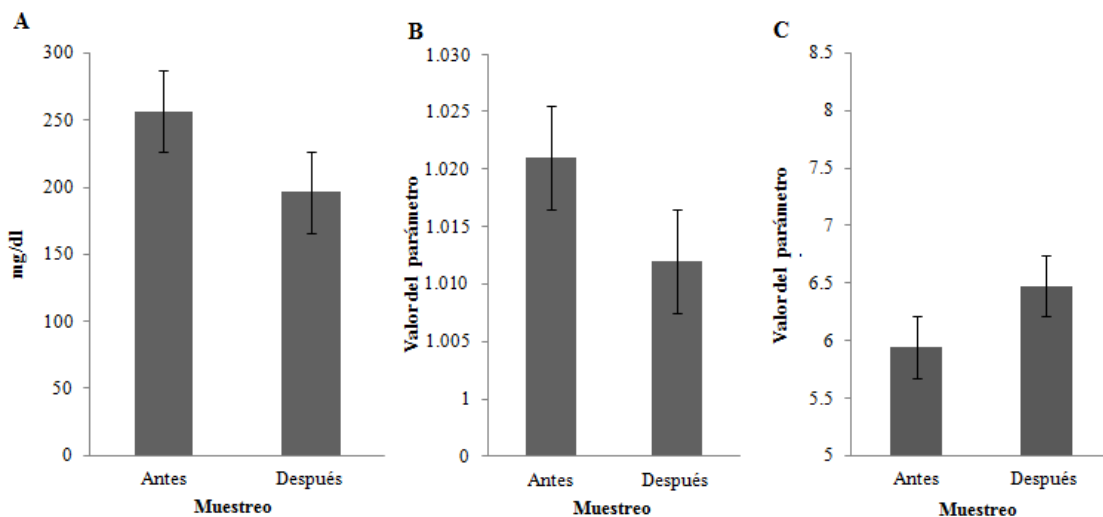 A
300
250
200
150
100
50
0
mg/dl
Antes
Después
Muestreo
B
1.030
1.025
1.020
1.015
1.010
1.005
1
0
Valor del parámetro
Antes
Después
Muestreo
C
8.5
8
7.5
7
6.5
6
5.5
5
Valor del parámetro
Antes
Después
Muestreo